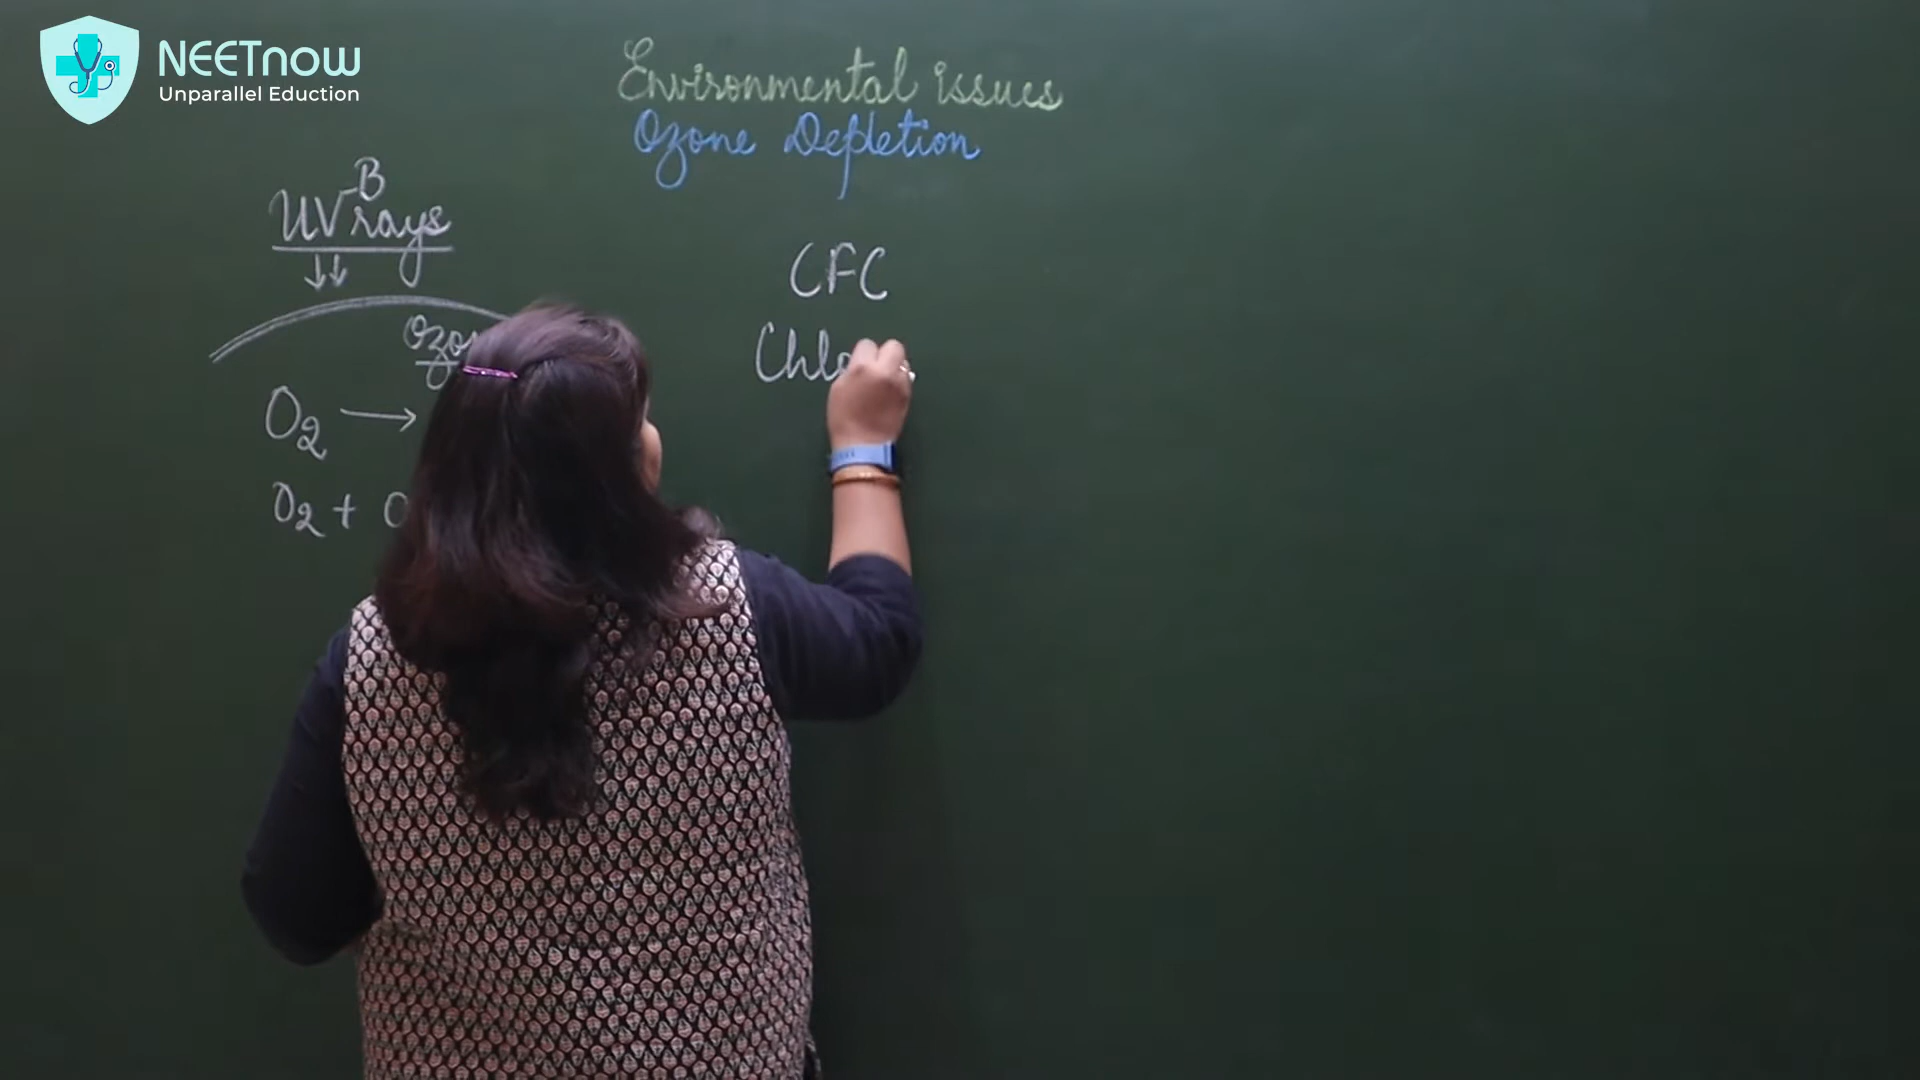 NEETnow
Unparallel Eduction
Environmental issues
Ozone Depletion
UV-B rays
↓↓
O₂ →
O₂ +
CFC